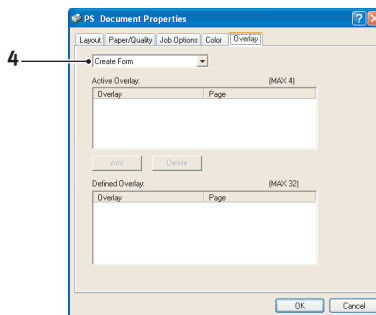 PS Document Properties
Layout Paper/Quality Job Options Color Overlay
4
Create Form
Active Overlay: (MAX 4)
Overlay Page
Add Delete
Defined Overlay: (MAX 32)
Overlay Page
OK Cancel